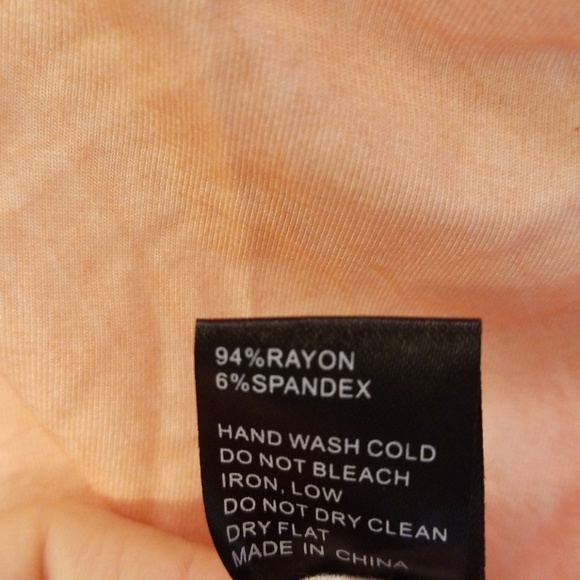 94%RAYON
6%SPANDEX
HAND WASH COLD
DO NOT BLEACH
IRON, LOW
DO NOT DRY CLEAN
DRY FLAT
MADE IN CHINA